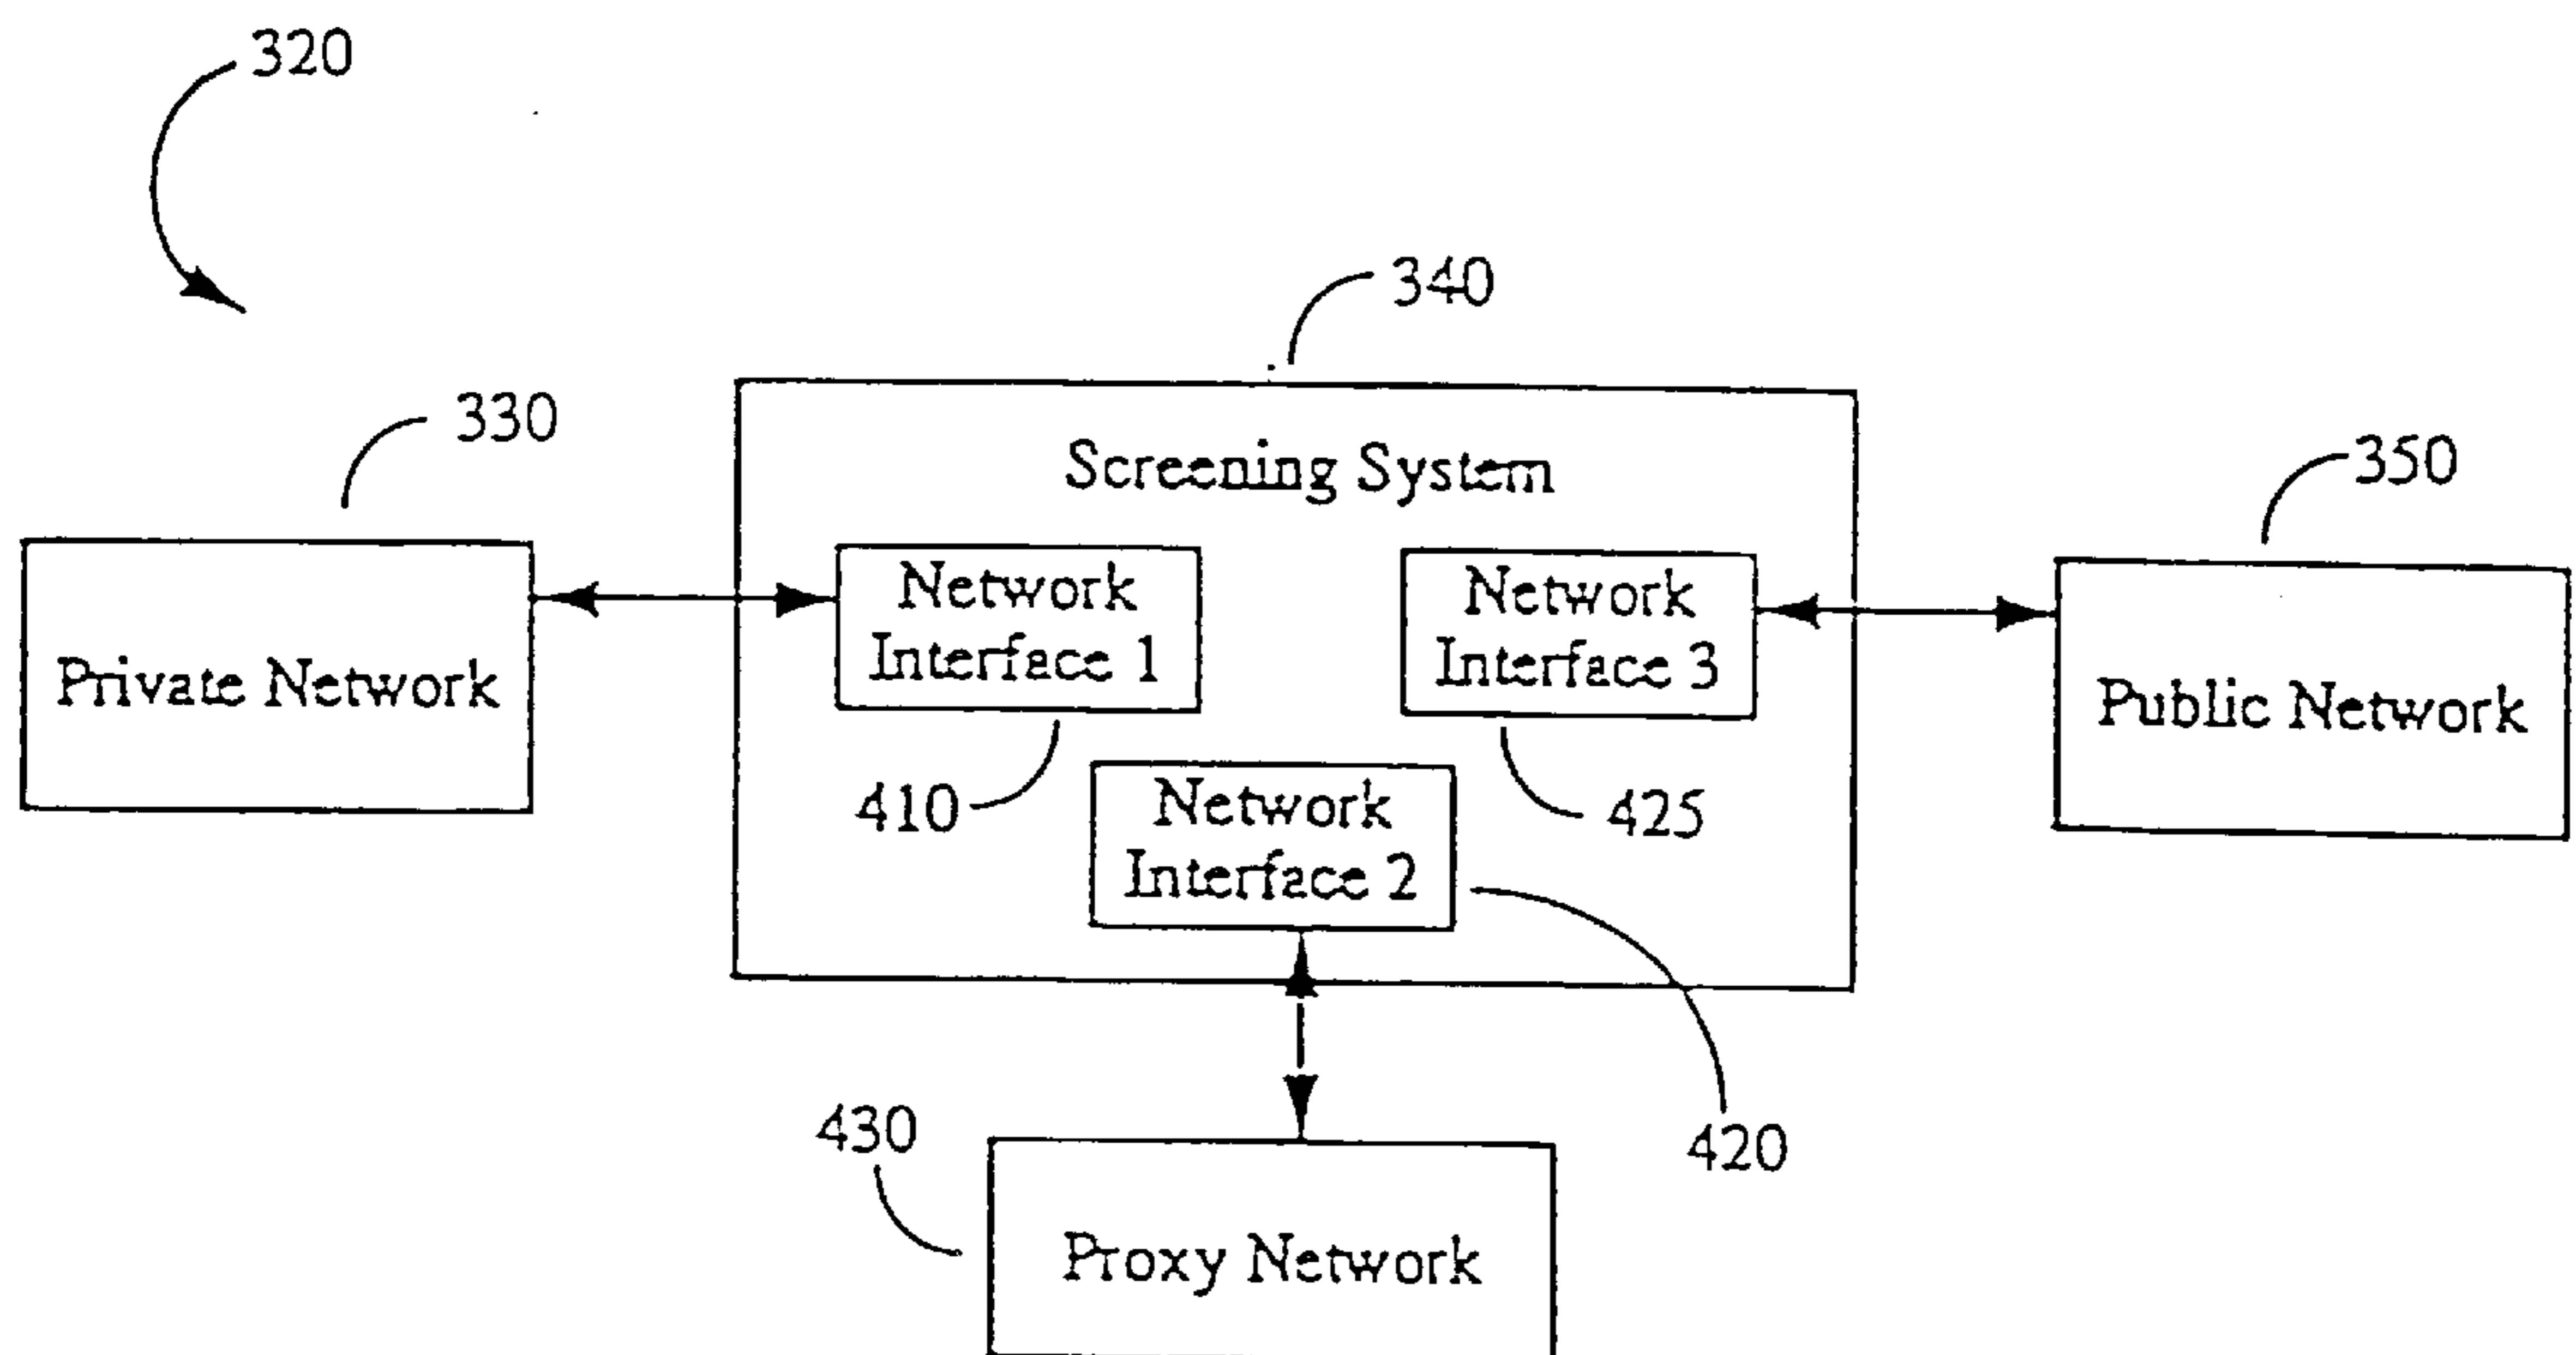 320
340
330
Screening System
350
Network
Interface 1
Network
Interface 3
Private Network
Public Network
410
425
Network
Interface 2
430
420
Proxy Network